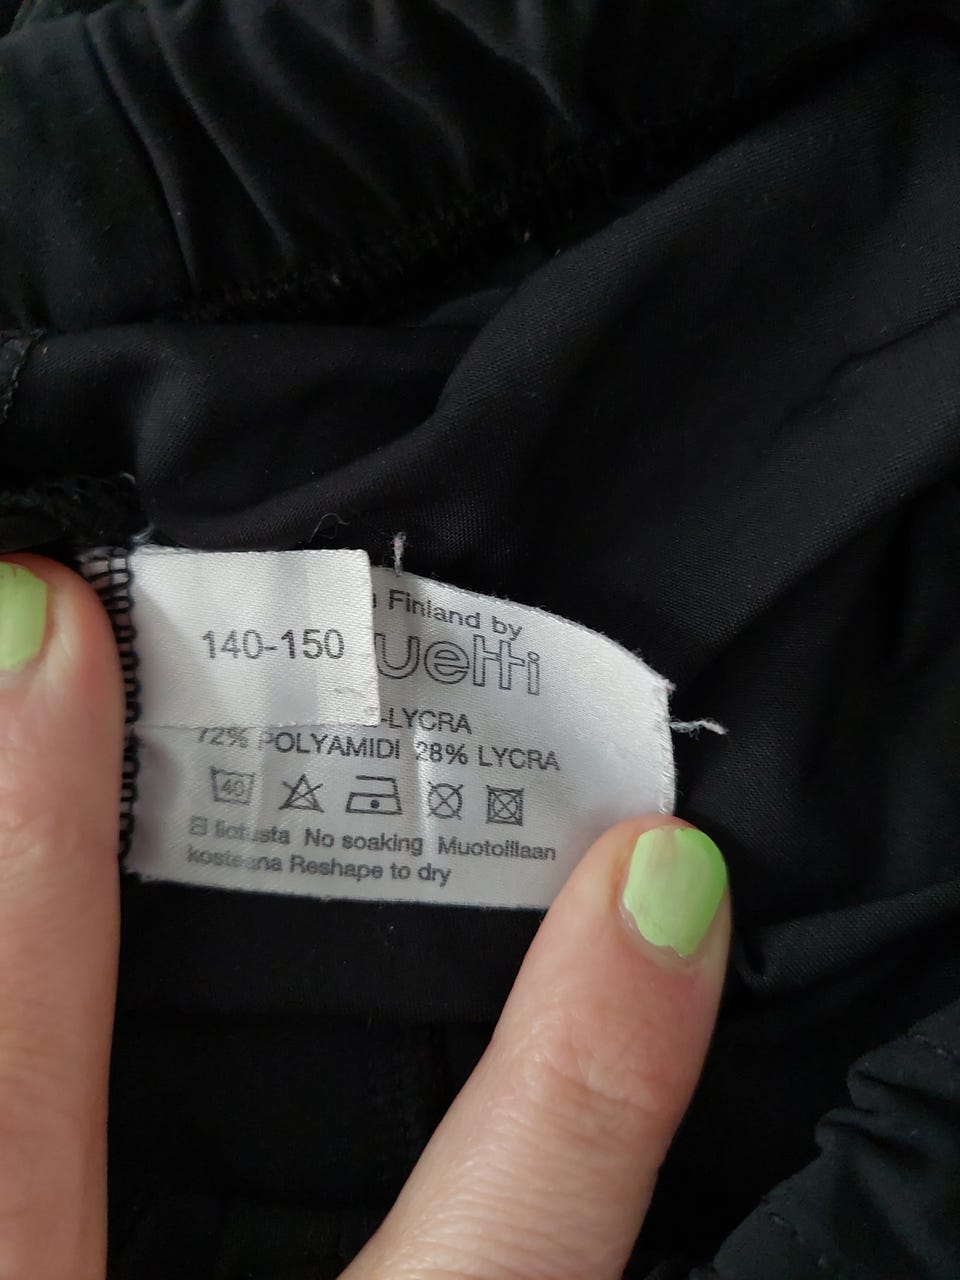 140-150
Finland by
uetti
-LYCRA
72% POLYAMIDI 28% LYCRA
40
Ei liotusta No soaking Muotoillaan
kosteana Reshape to dry